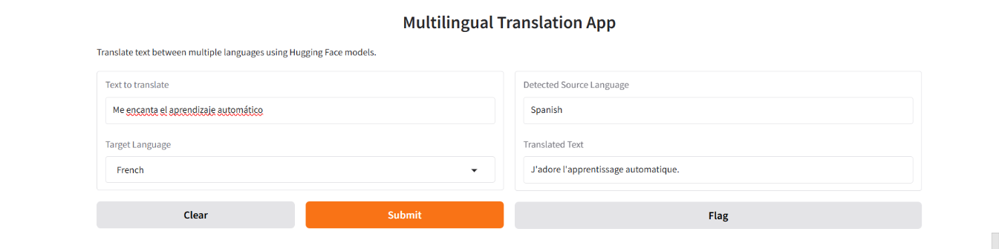 Multilingual Translation App
Translate text between multiple languages using Hugging Face models.
Text to translate
Me encanta el aprendizaje automático
Target Language
French
Detected Source Language
Spanish
Translated Text
J'adore l'apprentissage automatique.
Clear
Submit
Flag